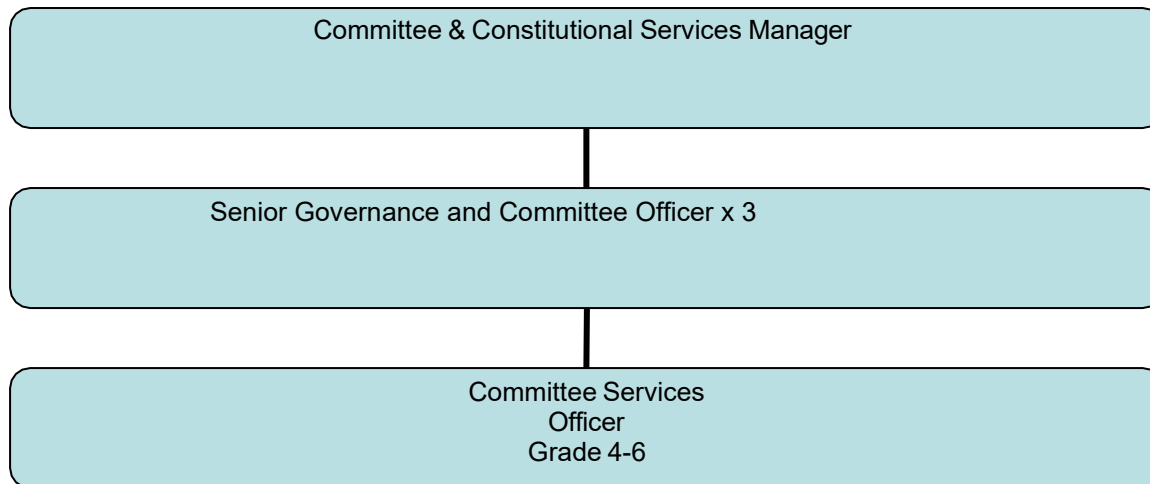 Committee & Constitutional Services Manager
Senior Governance and Committee Officer x 3
Committee Services
Officer
Grade 4-6